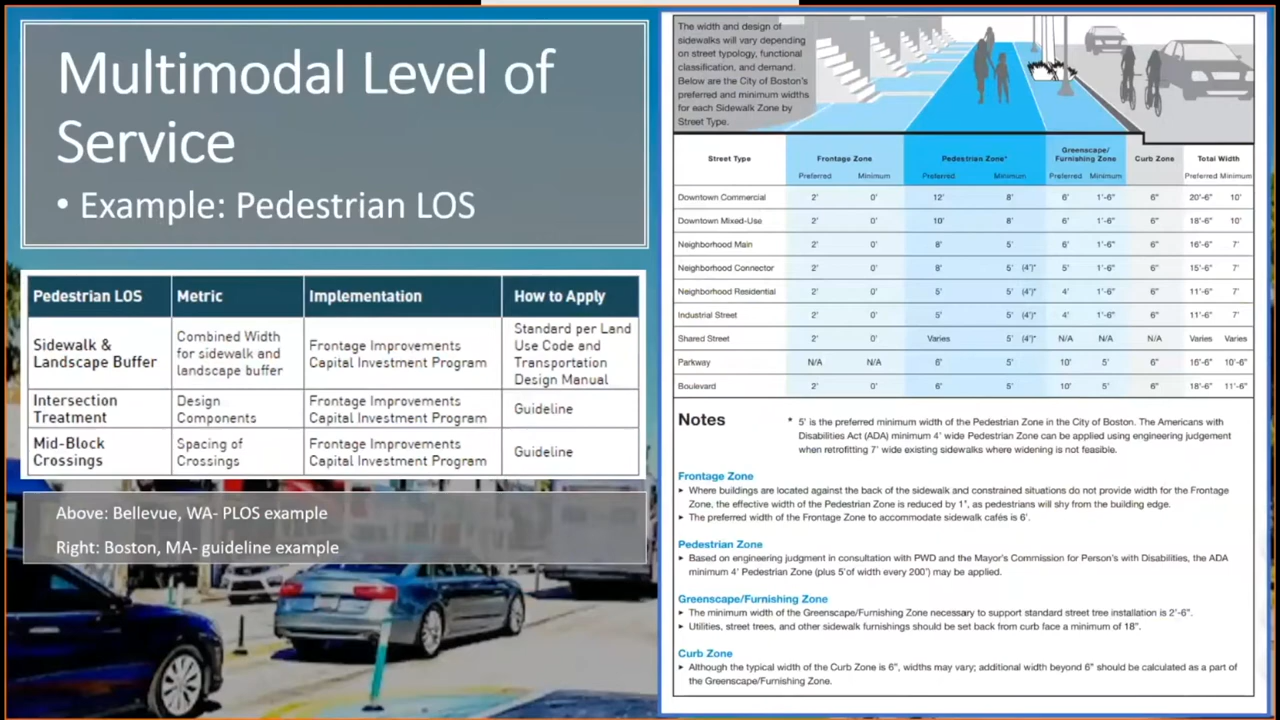 Multimodal Level of
Service
• Example: Pedestrian LOS
Pedestrian LOS Metric Implementation How to Apply
Sidewalk &
Landscape Buffer
Combined Width
for sidewalk and
landscape buffer
Frontage Improvements
Capital Investment Program
Standard per Land
Use Code and
Transportation
Design Manual
Intersection
Treatment
Design
Components
Frontage Improvements
Capital Investment Program
Guideline
Mid-Block
Crossings
Spacing of
Crossings
Frontage Improvements
Capital Investment Program
Guideline
Above: Bellevue, WA- PLOS example
Right: Boston, MA- guideline example
The width and design of
sidewalks will vary depending
on street typology, functional
classification, and demand.
Below are the City of Boston's
preferred and minimum widths
for each Sidewalk Zone by
Street Type.
Street Type Frontage Zone Pedestrian Zone* Greenscape/
Furnishing Zone Curb Zone Total Width
Preferred Minimum Preferred Minimum Preferred Minimum Preferred Minimum
Downtown Commercial 2' 0' 12' 8' 6' 1'-6" 6" 20'-6" 10'
Downtown Mixed-Use 2' 0' 10' 8' 6' 1'-6" 6" 18'-6" 10'
Neighborhood Main 2' 0' 8' 5' 6' 1'-6" 6" 16'-6" 7'
Neighborhood Connector 2' 0' 8' 5' (4')* 5' 1'-6" 6" 15'-6" 7'
Neighborhood Residential 2' 0' 5' 5' (4')* 4' 1'-6" 6" 11'-6" 7'
Industrial Street 2' 0' 5' 5' (4')* 4' 1'-6" 6" 11'-6" 7'
Shared Street 2' 0' Varies 5' (4')* N/A N/A N/A Varies Varies
Parkway N/A N/A 6' 5' 10' 5' 6" 16'-6" 10'-6"
Boulevard 2' 0' 6' 5' 10' 5' 6" 18'-6" 11'-6"
Notes
* 5' is the preferred minimum width of the Pedestrian Zone in the City of Boston. The Americans with
Disabilities Act (ADA) minimum 4' wide Pedestrian Zone can be applied using engineering judgement
when retrofitting 7' wide existing sidewalks where widening is not feasible.
Frontage Zone
▸ Where buildings are located against the back of the sidewalk and constrained situations do not provide width for the Frontage
Zone, the effective width of the Pedestrian Zone is reduced by 1", as pedestrians will shy from the building edge.
▸ The preferred width of the Frontage Zone to accommodate sidewalk cafés is 6'.
Pedestrian Zone
▸ Based on engineering judgment in consultation with PWD and the Mayor's Commission for Person's with Disabilities, the ADA
minimum 4' Pedestrian Zone (plus 5'of width every 200') may be applied.
Greenscape/Furnishing Zone
▸ The minimum width of the Greenscape/Furnishing Zone necessary to support standard street tree installation is 2'-6".
▸ Utilities, street trees, and other sidewalk furnishings should be set back from curb face a minimum of 18".
Curb Zone
▸ Although the typical width of the Curb Zone is 6", widths may vary; additional width beyond 6" should be calculated as a part of
the Greenscape/Furnishing Zone.